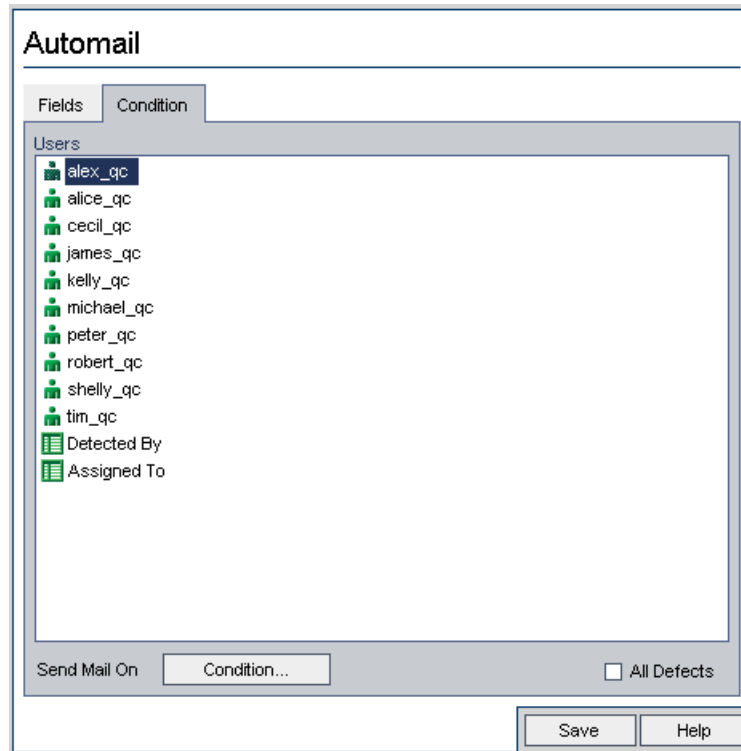 Automail
Fields Condition
Users
alex_qc
alice_qc
cecil_qc
james_qc
kelly_qc
michael_qc
peter_qc
robert_qc
shelly_qc
tim_qc
Detected By
Assigned To
Send Mail On Condition... All Defects
Save Help